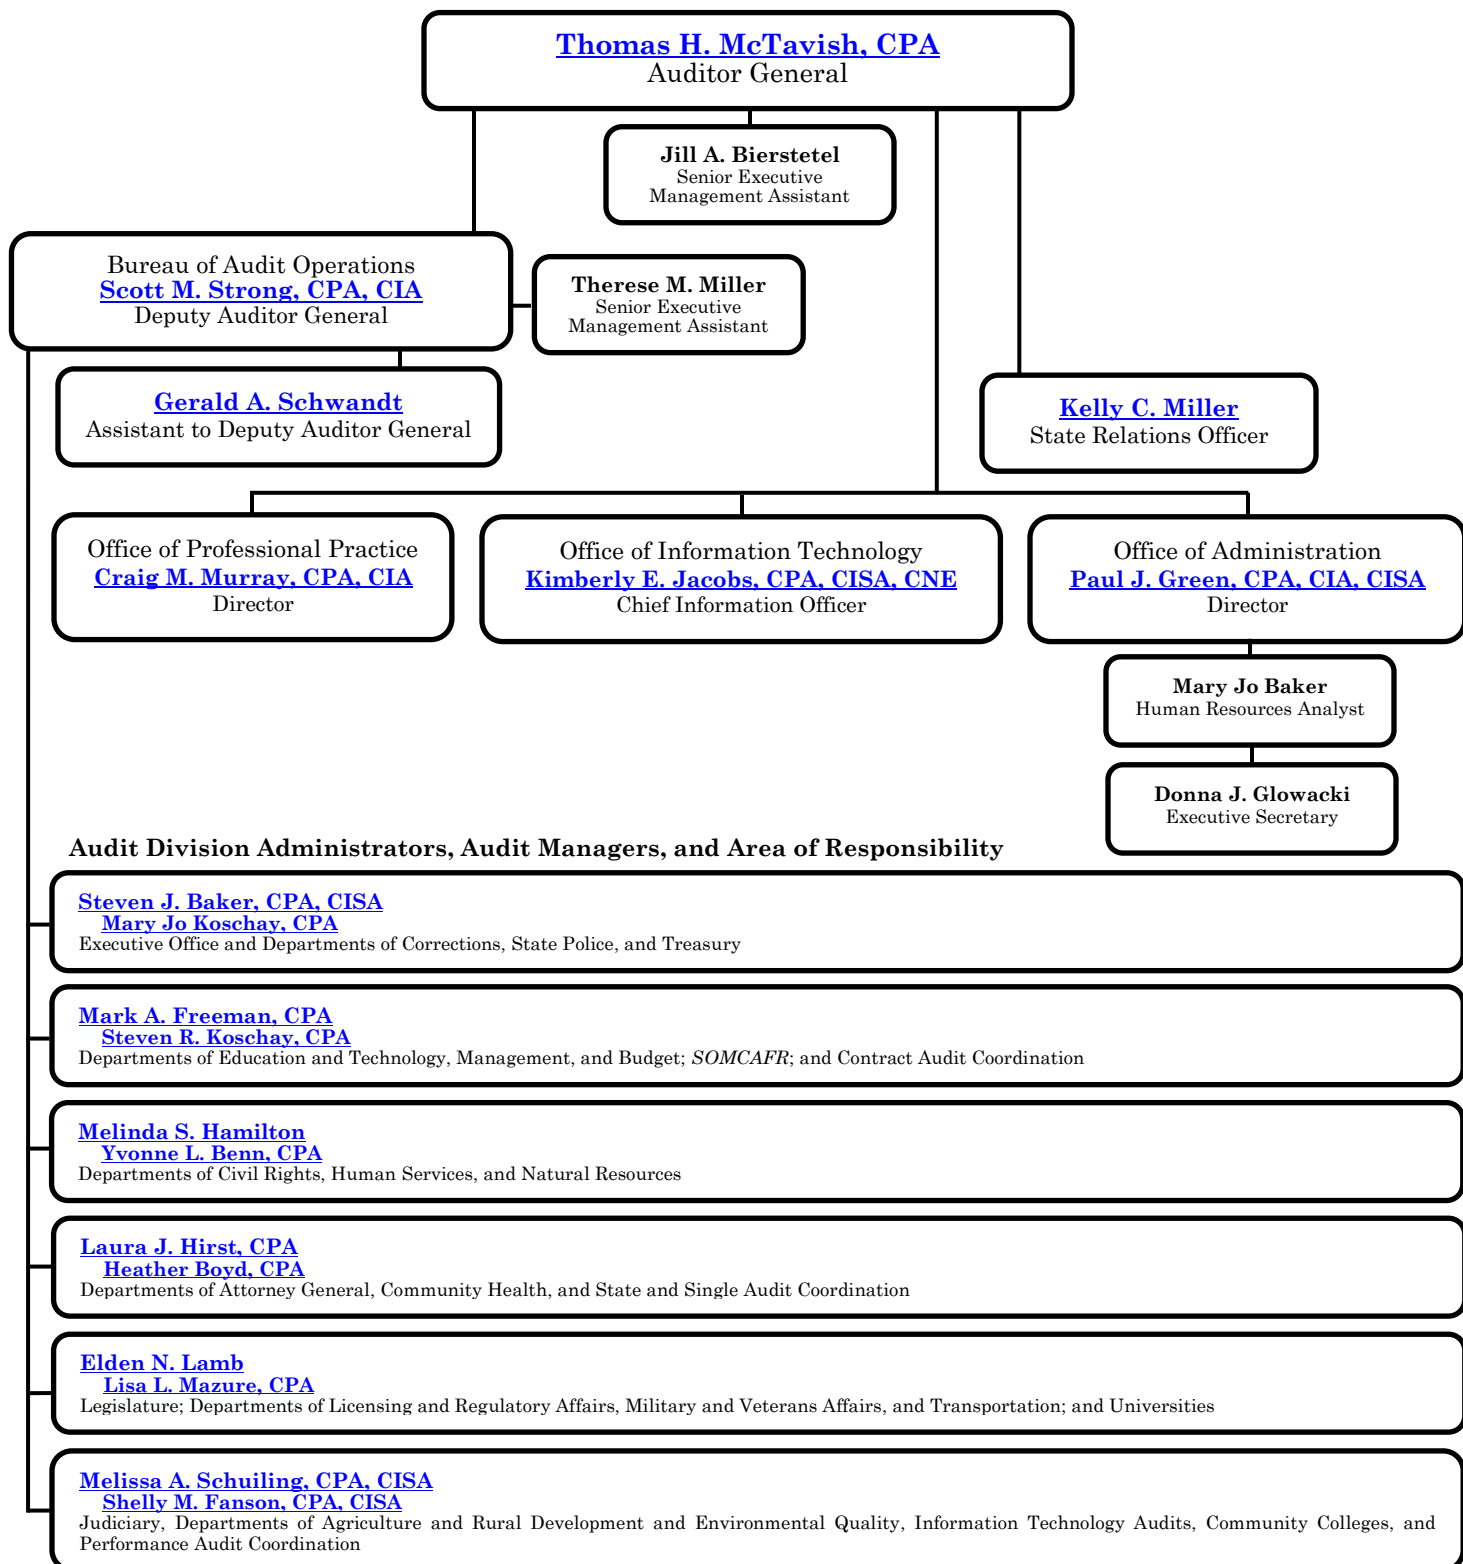 Thomas H. McTavish, CPA
Auditor General
Jill A. Bierstetel
Senior Executive
Management Assistant
Bureau of Audit Operations
Scott M. Strong, CPA, CIA
Deputy Auditor General
Therese M. Miller
Senior Executive
Management Assistant
Gerald A. Schwandt
Assistant to Deputy Auditor General
Kelly C. Miller
State Relations Officer
Office of Professional Practice
Craig M. Murray, CPA, CIA
Director
Office of Information Technology
Kimberly E. Jacobs, CPA, CISA, CNE
Chief Information Officer
Office of Administration
Paul J. Green, CPA, CIA, CISA
Director
Mary Jo Baker
Human Resources Analyst
Donna J. Glowacki
Executive Secretary
Audit Division Administrators, Audit Managers, and Area of Responsibility
Steven J. Baker, CPA, CISA
Mary Jo Koschay, CPA
Executive Office and Departments of Corrections, State Police, and Treasury
Mark A. Freeman, CPA
Steven R. Koschay, CPA
Departments of Education and Technology, Management, and Budget; SOMCAFR; and Contract Audit Coordination
Melinda S. Hamilton
Yvonne L. Benn, CPA
Departments of Civil Rights, Human Services, and Natural Resources
Laura J. Hirst, CPA
Heather Boyd, CPA
Departments of Attorney General, Community Health, and State and Single Audit Coordination
Elden N. Lamb
Lisa L. Mazure, CPA
Legislature; Departments of Licensing and Regulatory Affairs, Military and Veterans Affairs, and Transportation; and Universities
Melissa A. Schuiling, CPA, CISA
Shelly M. Fanson, CPA, CISA
Judiciary, Departments of Agriculture and Rural Development and Environmental Quality, Information Technology Audits, Community Colleges, and
Performance Audit Coordination